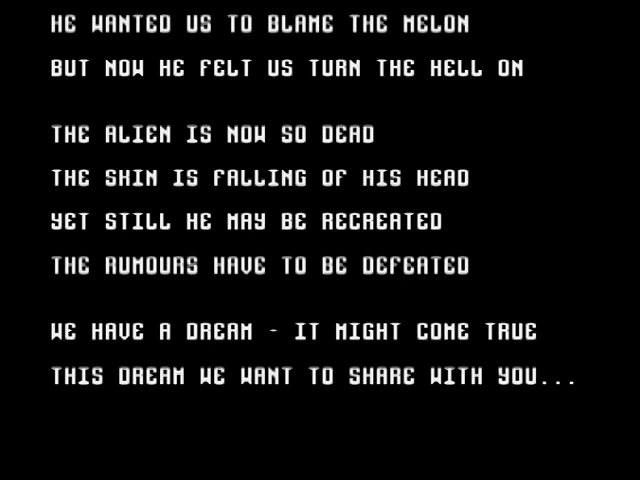 HE WANTED US TO BLAME THE MELON
BUT NOW HE FELT US TURN THE HELL ON
THE ALIEN IS NOW SO DEAD
THE SKIN IS FALLING OF HIS HEAD
YET STILL HE MAY BE RECREATED
THE RUMOURS HAVE TO BE DEFEATED
WE HAVE A DREAM - IT MIGHT COME TRUE
THIS DREAM WE WANT TO SHARE WITH YOU...